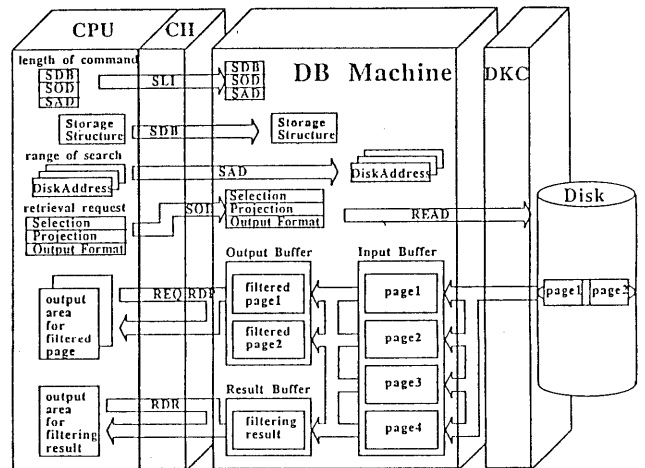 CPU
CH
DB Machine
DKC
length of command
SDB
SOD
SAD
SLI
SDB
SOD
SAD
Storage
Structure
SDB
Storage
Structure
range of search
DiskAddress
SAD
DiskAddress
retrieval request
Selection
Projection
Output Format
SOD
Selection
Projection
Output Format
READ
Disk
page1
page2
Output Buffer
Input Buffer
output
area
for
filtered
page
REQ RDP
filtered
page1
filtered
page2
page1
page2
page3
page4
Result Buffer
output
area
for
filtering
result
RDR
filtering
result